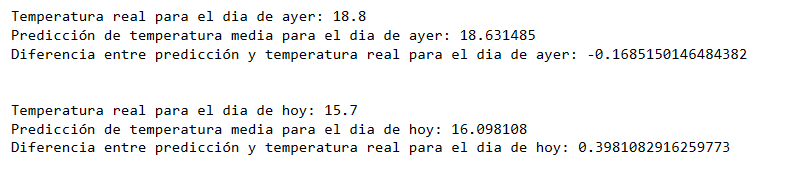 Temperatura real para el dia de ayer: 18.8
Predicción de temperatura media para el dia de ayer: 18.631485
Diferencia entre predicción y temperatura real para el dia de ayer: -0.1685150146484382
Temperatura real para el dia de hoy: 15.7
Predicción de temperatura media para el dia de hoy: 16.098108
Diferencia entre predicción y temperatura real para el dia de hoy: 0.3981082916259773